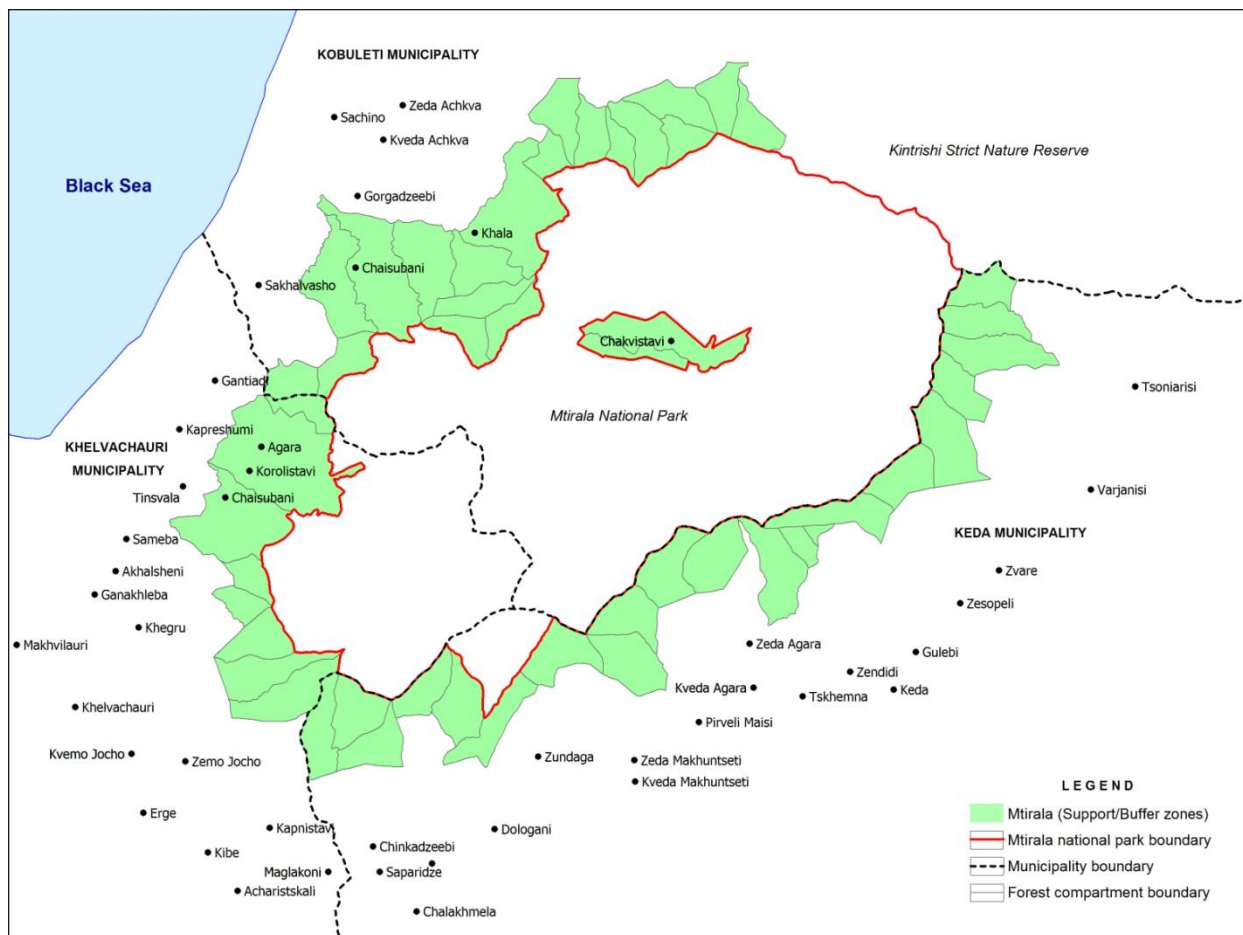 KOBULETI MUNICIPALITY
Zeda Achkva
Sachino
Kveda Achkva
Kintrishi Strict Nature Reserve
Black Sea
Gorgadzeebi
Khala
Chaisubani
Sakhalvasho
Chakvistavi
Gantiadi
Tsoniarisi
Mtirala National Park
Kapreshumi
KHELVACHAURI
MUNICIPALITY
Agara
Korolistavi
Tinsvala
Chaisubani
Varjanisi
KEDA MUNICIPALITY
Sameba
Akhalsheni
Zvare
Ganakhleba
Zesopeli
Khegru
Makhvilauri
Zeda Agara
Gulebi
Zendidi
Kveda Agara
Tskhemna
Keda
Khelvachauri
Pirveli Maisi
Kvemo Jocho
Zemo Jocho
Zundaga
Zeda Makhuntseti
Kveda Makhuntseti
LEGEND
Mtirala (Support/Buffer zones)
Mtirala national park boundary
Municipality boundary
Forest compartment boundary
Erge
Kapnistavi
Dologani
Kibe
Chinkadzeebi
Maglakoni
Saparidze
Acharistskali
Chalakhmela